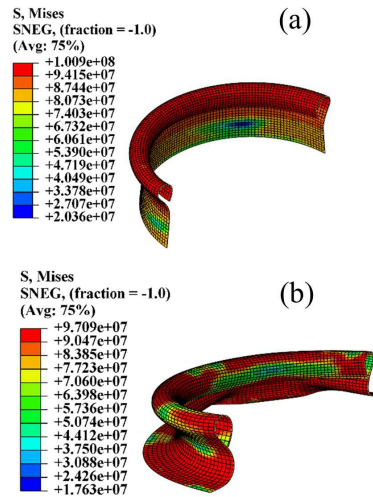 (a)
S, Mises
SNEG, (fraction = -1.0)
(Avg: 75%)
+1.009e+08
+9.415e+07
+8.744e+07
+8.073e+07
+7.403e+07
+6.732e+07
+6.061e+07
+5.390e+07
+4.719e+07
+4.049e+07
+3.378e+07
+2.707e+07
+2.036e+07
(b)
S, Mises
SNEG, (fraction = -1.0)
(Avg: 75%)
+9.709e+07
+9.047e+07
+8.385e+07
+7.723e+07
+7.060e+07
+6.398e+07
+5.736e+07
+5.074e+07
+4.412e+07
+3.750e+07
+3.088e+07
+2.426e+07
+1.763e+07